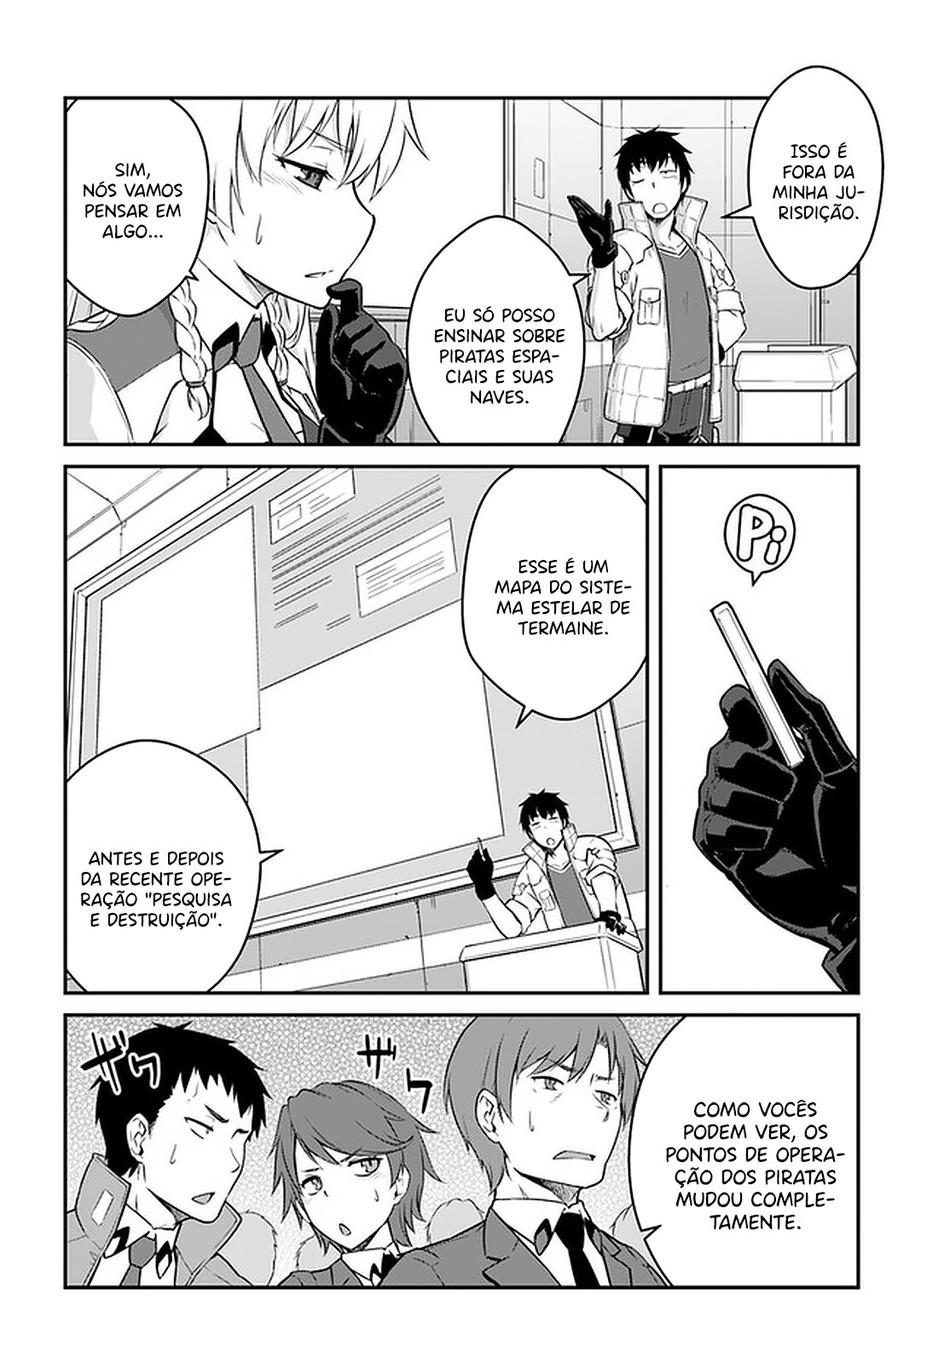 ISSO É
FORA DA
MINHA JU-
RISDIÇÃO.
EU SÓ POSSO
ENSINAR SOBRE
PIRATAS ESPA-
CIAIS E SUAS
NAVES.
SIM,
NÓS VAMOS
PENSAR EM
ALGO...
Pi
ESSE É UM
MAPA DO SISTE-
MA ESTELAR DE
TERMAINE.
ANTES E DEPOIS
DA RECENTE OPE-
RAÇÃO "PESQUISA
E DESTRUIÇÃO".
COMO VOCÊS
PODEM VER, OS
PONTOS DE OPERA-
ÇÃO DOS PIRATAS
MUDOU COMPLE-
TAMENTE.
ザワ
ザワ